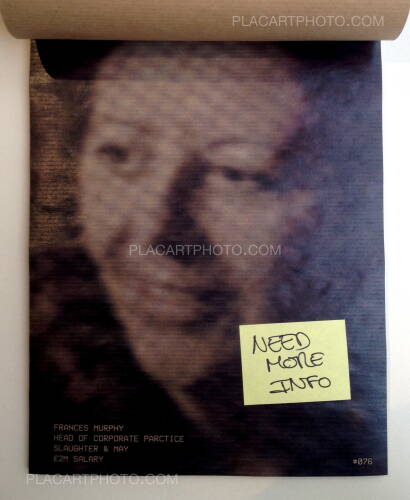 PLACARTPHOTO.COM
PLACARTPHOTO.COM
NEED
MORE
INFO
FRANCES MURPHY
HEAD OF CORPORATE PARCTICE
SLAUGHTER & MAY
£2M SALARY
#076
PLACARTPHOTO.COM